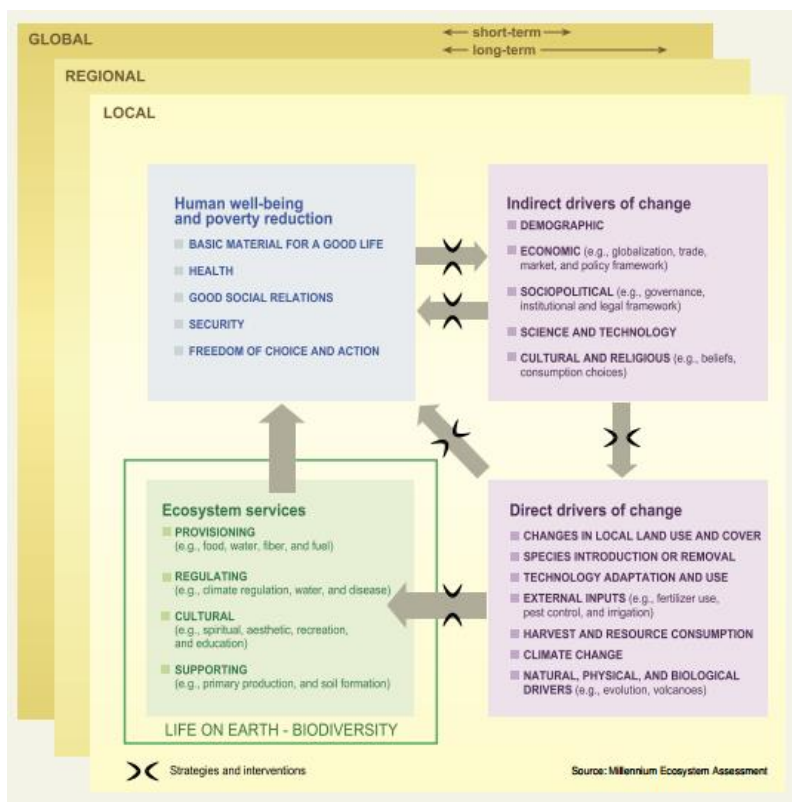 GLOBAL
short-term
long-term
REGIONAL
LOCAL
Human well-being
and poverty reduction
BASIC MATERIAL FOR A GOOD LIFE
HEALTH
GOOD SOCIAL RELATIONS
SECURITY
FREEDOM OF CHOICE AND ACTION
Indirect drivers of change
DEMOGRAPHIC
ECONOMIC (e.g., globalization, trade,
market, and policy framework)
SOCIOPOLITICAL (e.g., governance,
institutional and legal framework)
SCIENCE AND TECHNOLOGY
CULTURAL AND RELIGIOUS (e.g., beliefs,
consumption choices)
Ecosystem services
PROVISIONING
(e.g., food, water, fiber, and fuel)
REGULATING
(e.g., climate regulation, water, and disease)
CULTURAL
(e.g., spiritual, aesthetic, recreation,
and education)
SUPPORTING
(e.g., primary production, and soil formation)
LIFE ON EARTH - BIODIVERSITY
Direct drivers of change
CHANGES IN LOCAL LAND USE AND COVER
SPECIES INTRODUCTION OR REMOVAL
TECHNOLOGY ADAPTATION AND USE
EXTERNAL INPUTS (e.g., fertilizer use,
pest control, and irrigation)
HARVEST AND RESOURCE CONSUMPTION
CLIMATE CHANGE
NATURAL, PHYSICAL, AND BIOLOGICAL
DRIVERS (e.g., evolution, volcanoes)
Strategies and interventions
Source: Millennium Ecosystem Assessment